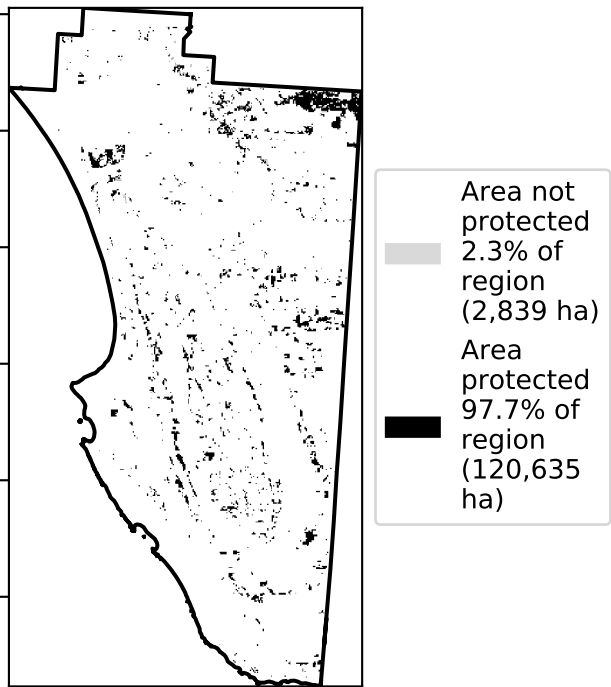 Area not
protected
2.3% of
region
(2,839 ha)
Area
protected
97.7% of
region
(120,635
ha)